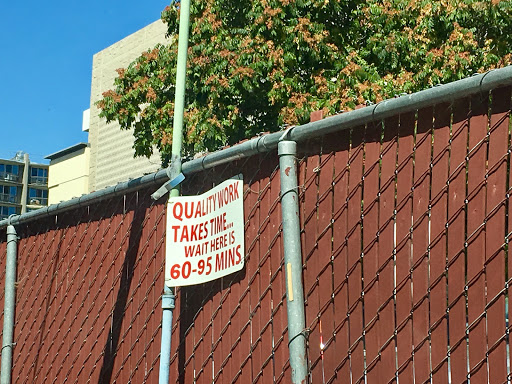 QUALITY WORK
TAKES TIME...
WAIT HERE IS
60-95 MINS.